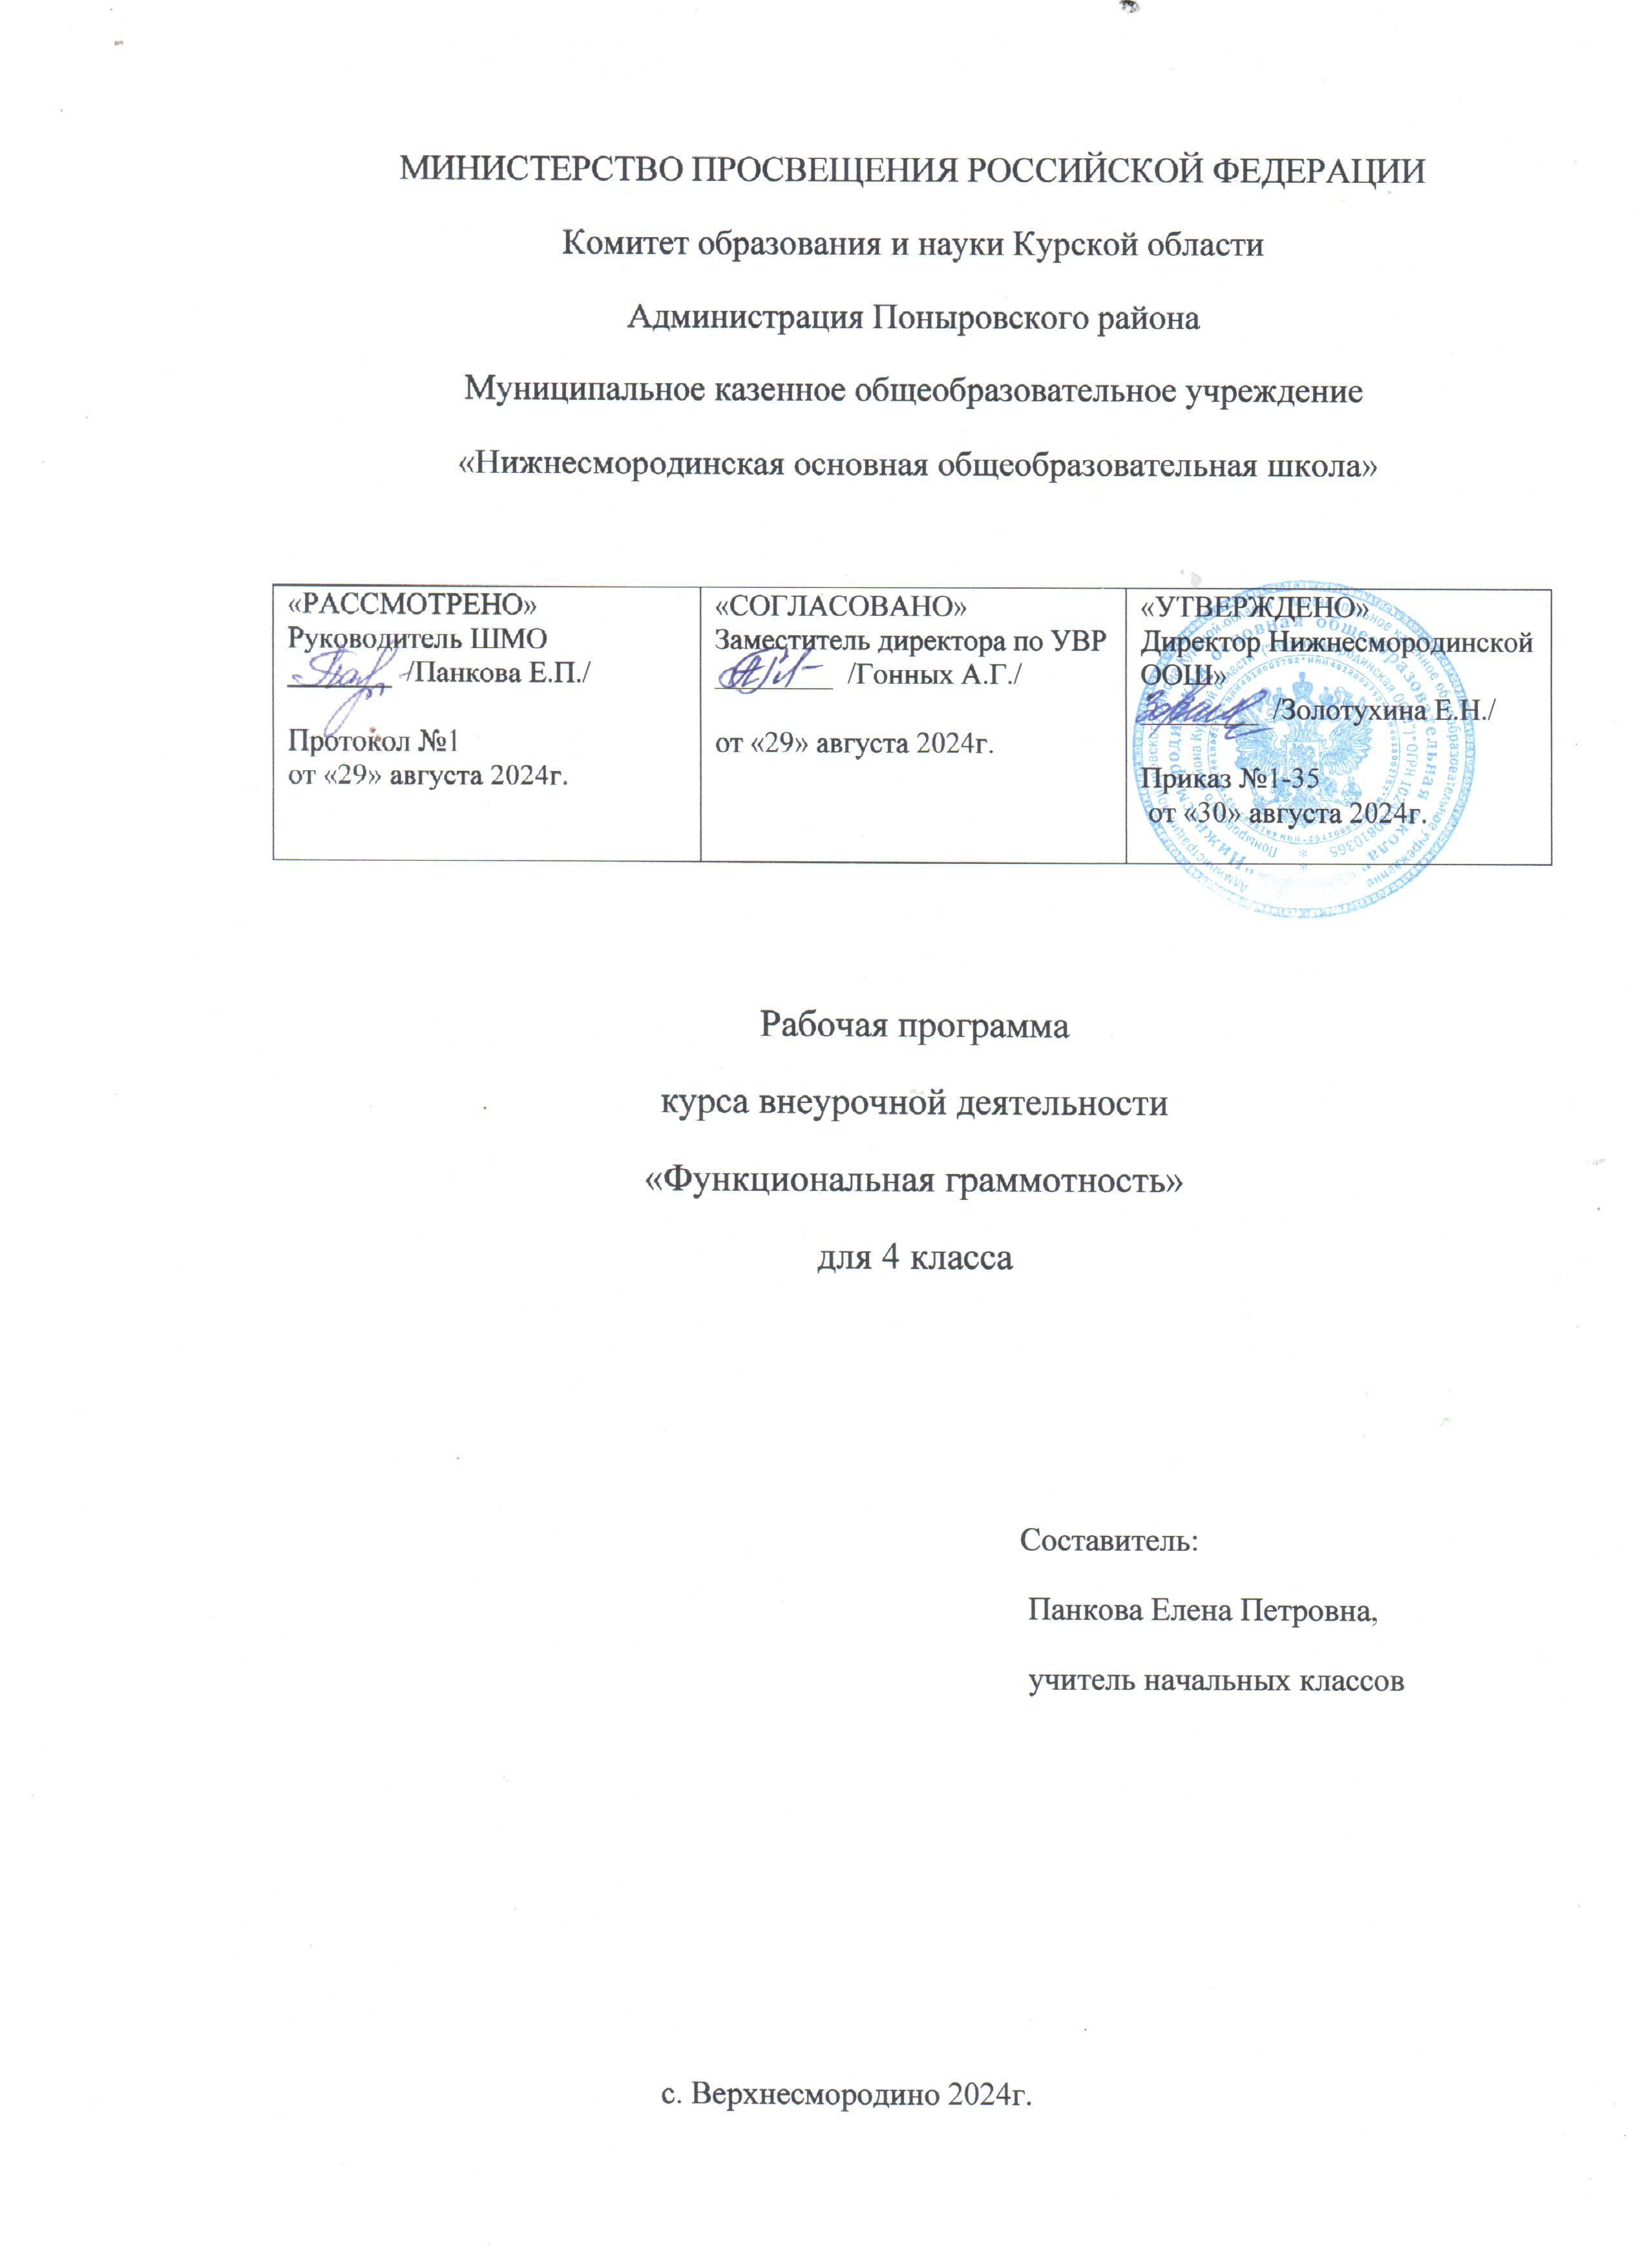 МИНИСТЕРСТВО ПРОСВЕЩЕНИЯ РОССИЙСКОЙ ФЕДЕРАЦИИ
Комитет образования и науки Курской области
Администрация Поныровского района
Муниципальное казенное общеобразовательное учреждение
«Нижнесмородинская основная общеобразовательная школа»
«РАССМОТРЕНО»
Руководитель ШМО
/Панкова Е.П./
Протокол №1
от «29» августа 2024г.
«СОГЛАСОВАНО»
Заместитель директора по УВР
/Гонных А.Г./
от «29» августа 2024г.
«УТВЕРЖДЕНО»
Директор Нижнесмородинской
ООШ»
/Золотухина Е.Н./
Приказ №1-35
от «30» августа 2024г.
Рабочая программа
курса внеурочной деятельности
«Функциональная граммотность»
для 4 класса
Составитель:
Панкова Елена Петровна,
учитель начальных классов
с. Верхнесмородино 2024г.